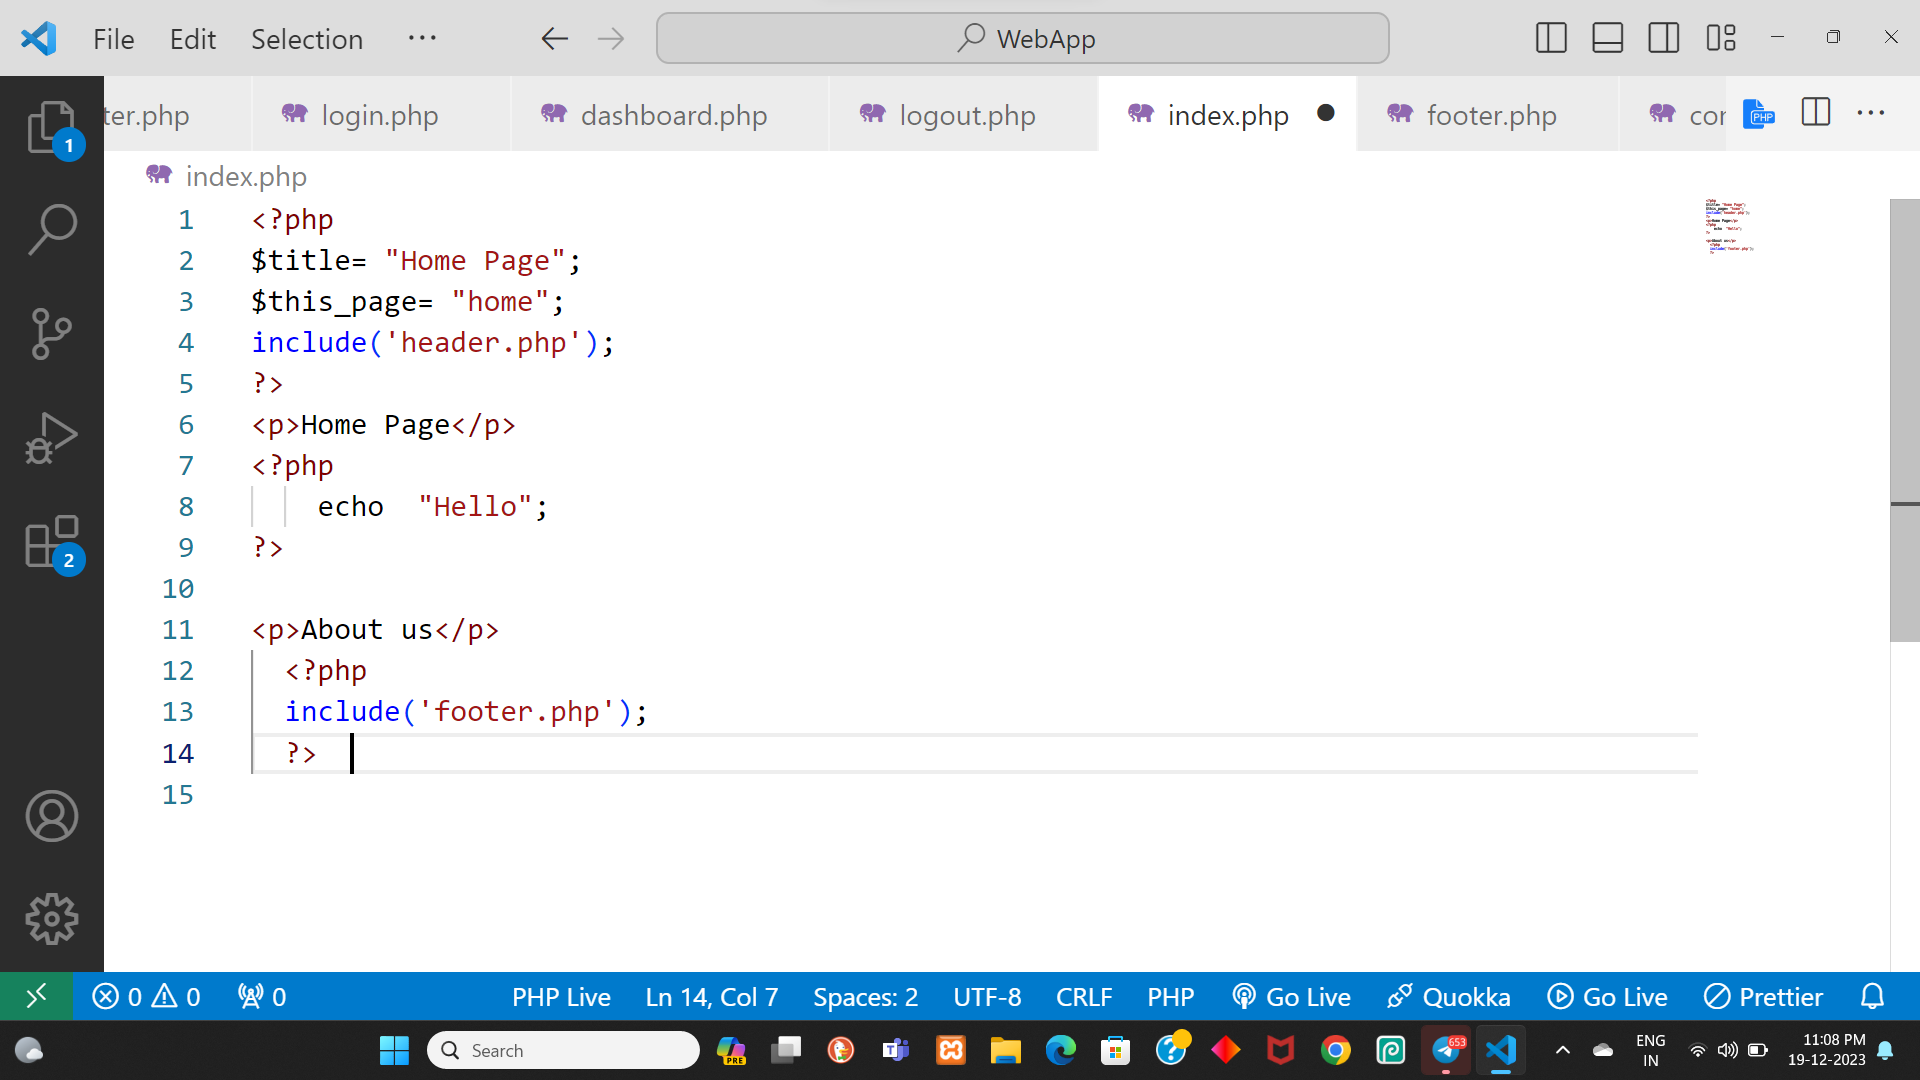 File Edit Selection ··· WebApp
ter.php login.php dashboard.php logout.php index.php footer.php cor PHP ···
1
index.php
1 <?php
2 $title= "Home Page";
3 $this_page= "home";
4 include('header.php');
5 ?>
6 <p>Home Page</p>
7 <?php
8 echo  "Hello";
9 ?>
10
11 <p>About us</p>
12 <?php
13 include('footer.php');
14 ?>
15
2
0 0 0 PHP Live Ln 14, Col 7 Spaces: 2 UTF-8 CRLF PHP Go Live Quokka Go Live Prettier
Search PRE 653 ENG 11:08 PM
IN 19-12-2023